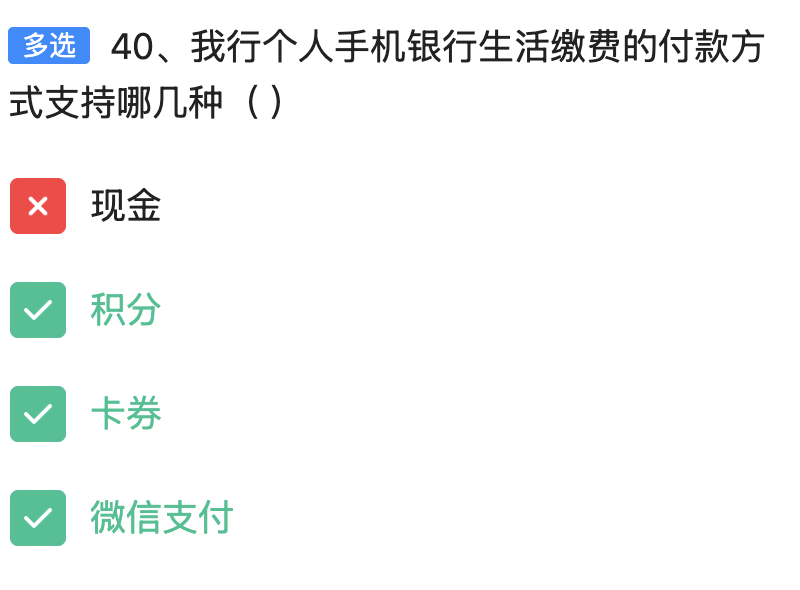 多选 40、我行个人手机银行生活缴费的付款方
式支持哪几种（ ）
现金
积分
卡券
微信支付